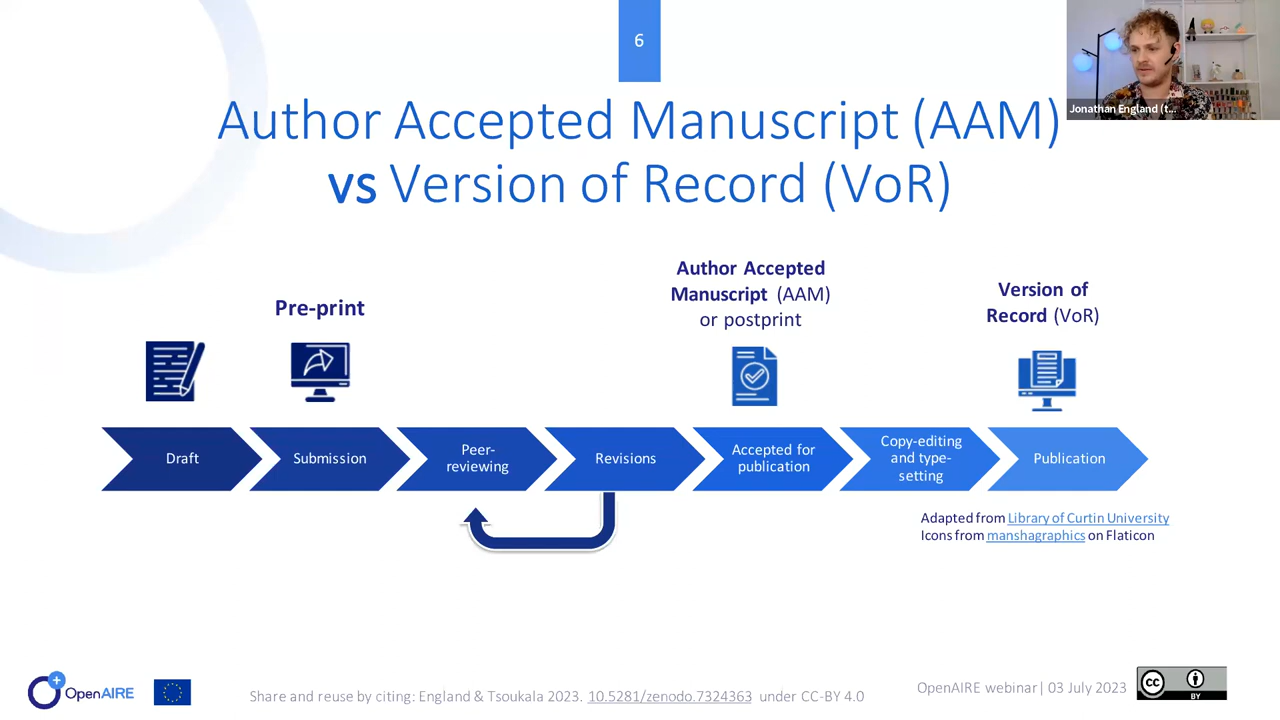 6
Jonathan England (t...
Author Accepted Manuscript (AAM)
vs Version of Record (VoR)
Pre-print
Author Accepted
Manuscript (AAM)
or postprint
Version of
Record (VoR)
Draft
Submission
Peer-
reviewing
Revisions
Accepted for
publication
Copy-editing
and type-
setting
Publication
Adapted from Library of Curtin University
Icons from manshagraphics on Flaticon
OpenAIRE
Share and reuse by citing: England & Tsoukala 2023. 10.5281/zenodo.7324363 under CC-BY 4.0
OpenAIRE webinar| 03 July 2023
cc
BY